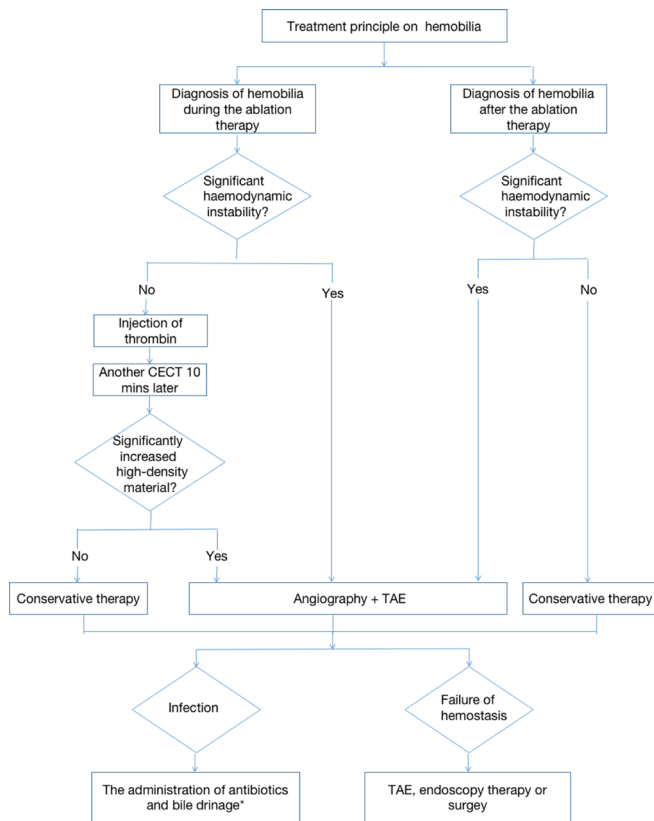 Treatment principle on hemobilia
Diagnosis of hemobilia
during the ablation
therapy
Diagnosis of hemobilia
after the ablation
therapy
Significant
haemodynamic
instability?
Significant
haemodynamic
instability?
No
Yes
Yes
No
Injection of
thrombin
Another CECT 10
mins later
Significantly
increased
high-density
material?
No
Yes
Conservative therapy
Angiography + TAE
Conservative therapy
Infection
Failure of
hemostasis
The administration of antibiotics
and bile drinage*
TAE, endoscopy therapy or
surgey